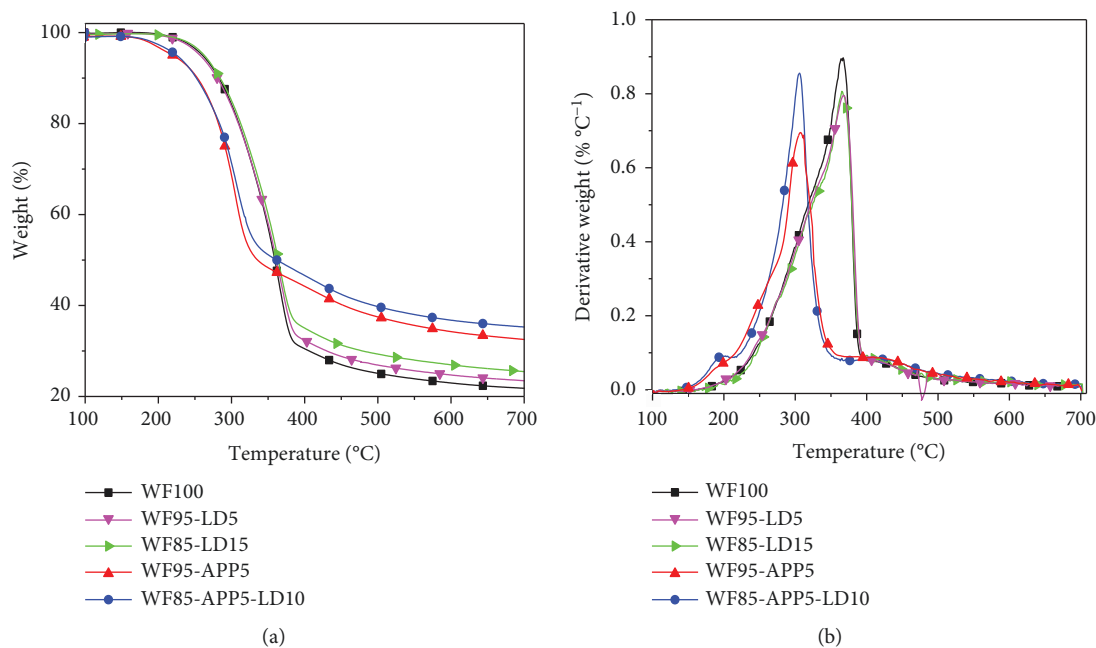 100
80
60
40
20
Weight (%)
100 200 300 400 500 600 700
Temperature (°C)
WF100
WF95-LD5
WF85-LD15
WF95-APP5
WF85-APP5-LD10
(a)
1.0
0.8
0.6
0.4
0.2
0.0
Derivative weight (% °C⁻¹)
100 200 300 400 500 600 700
Temperature (°C)
WF100
WF95-LD5
WF85-LD15
WF95-APP5
WF85-APP5-LD10
(b)